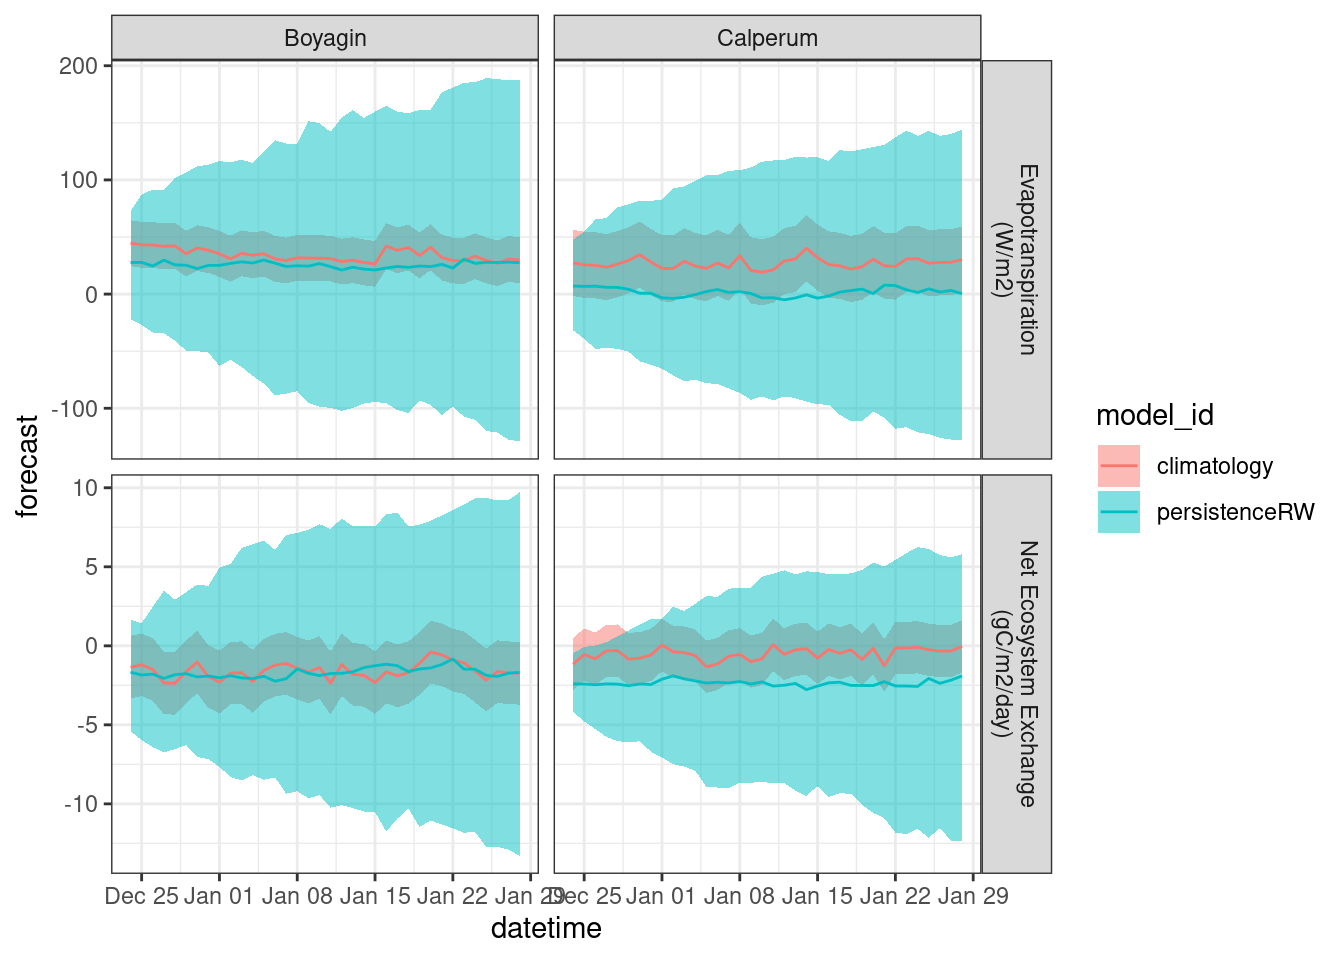 Boyagin
Calperum
200
100
0
-100
Evapotranspiration
(W/m2)
10
5
0
-5
-10
Net Ecosystem Exchange
(gC/m2/day)
forecast
Dec 25 Jan 01 Jan 08 Jan 15 Jan 22 Jan 29
Dec 25 Jan 01 Jan 08 Jan 15 Jan 22 Jan 29
datetime
model_id
climatology
persistenceRW